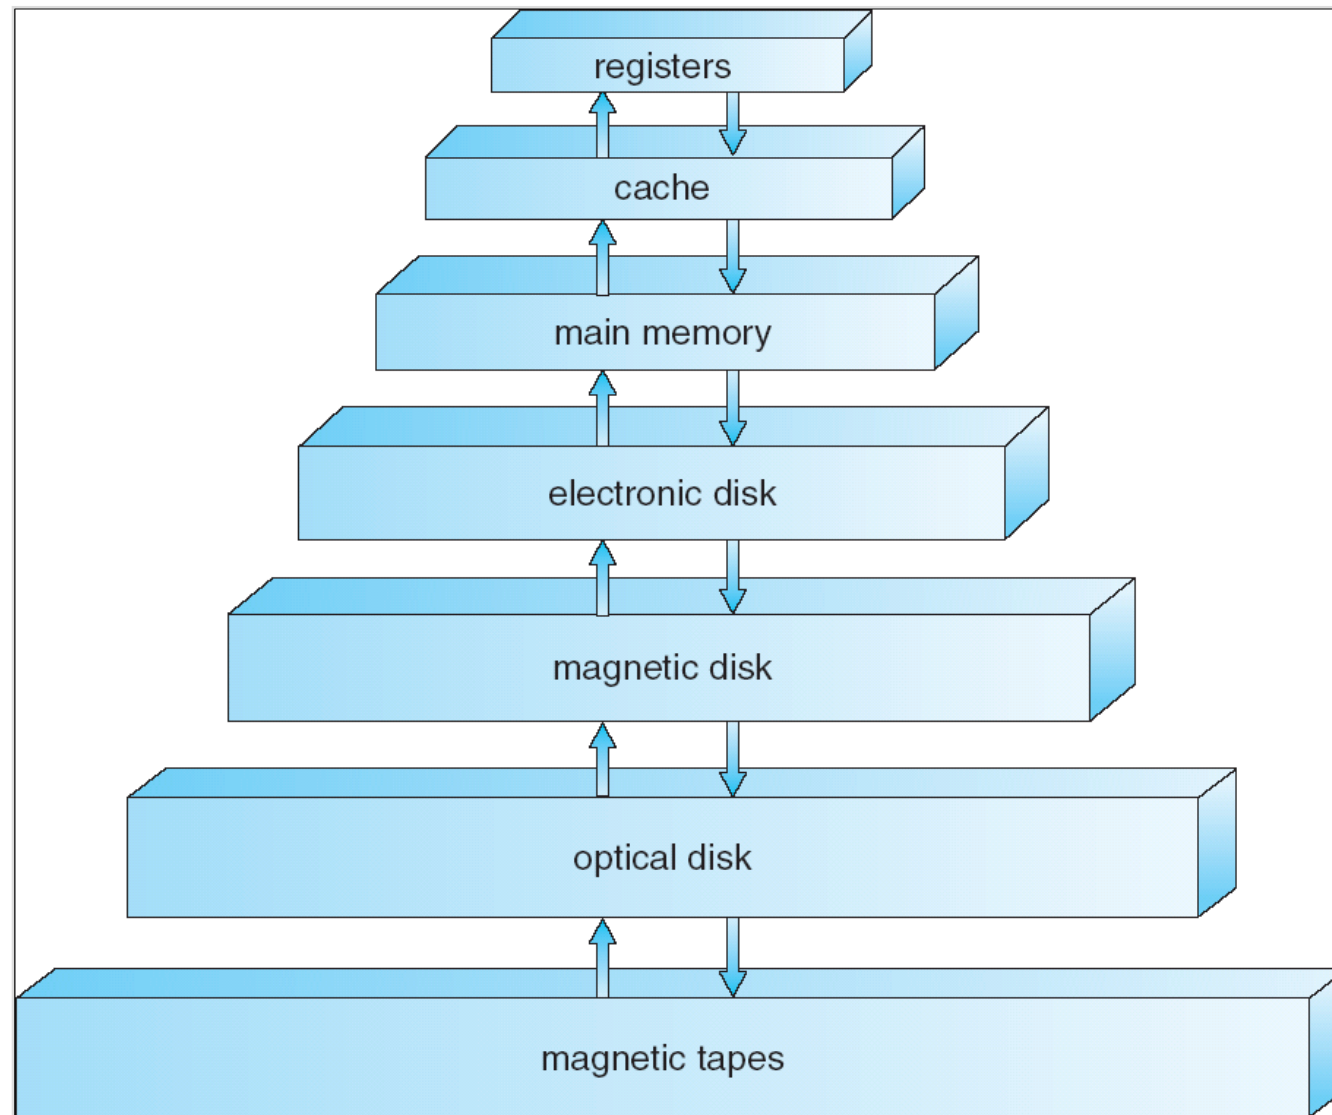 registers
cache
main memory
electronic disk
magnetic disk
optical disk
magnetic tapes